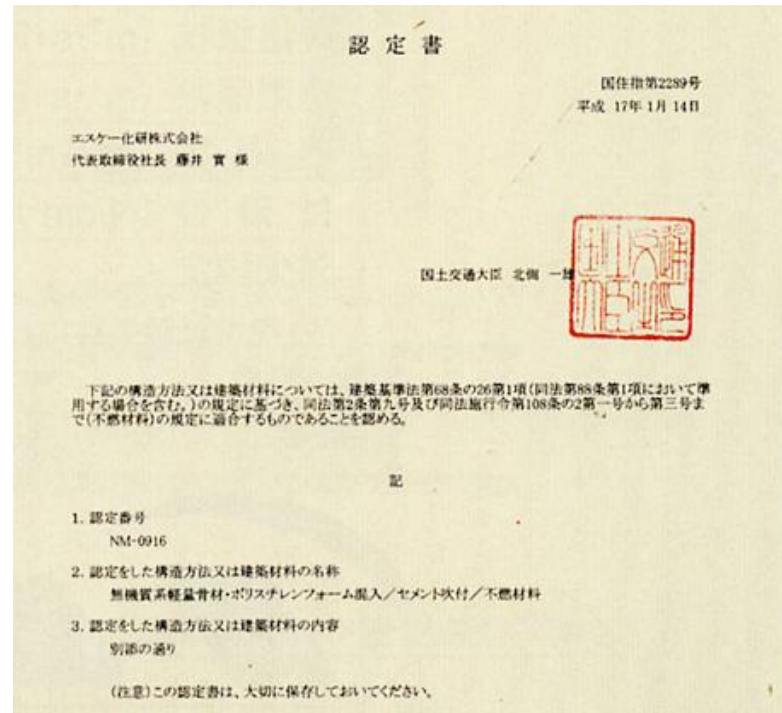 認定書
国住指第2289号
平成 17年 1月 14日
エスケー化研株式会社
代表取締役社長 藤井 實 様
国土交通大臣 北側 一雄
下記の構造方法又は建築材料については、建築基準法第68条の26第1項(同法第88条第1項において準
用する場合を含む。)の規定に基づき、同法第2条第九号及び同法施行令第108条の2第一号から第三号ま
で(不燃材料)の規定に適合するものであることを認める。
記
1. 認定番号
NM-0916
2. 認定をした構造方法又は建築材料の名称
無機質系軽量骨材・ポリスチレンフォーム混入/セメント吹付/不燃材料
3. 認定をした構造方法又は建築材料の内容
別添の通り
(注意)この認定書は、大切に保存しておいてください。